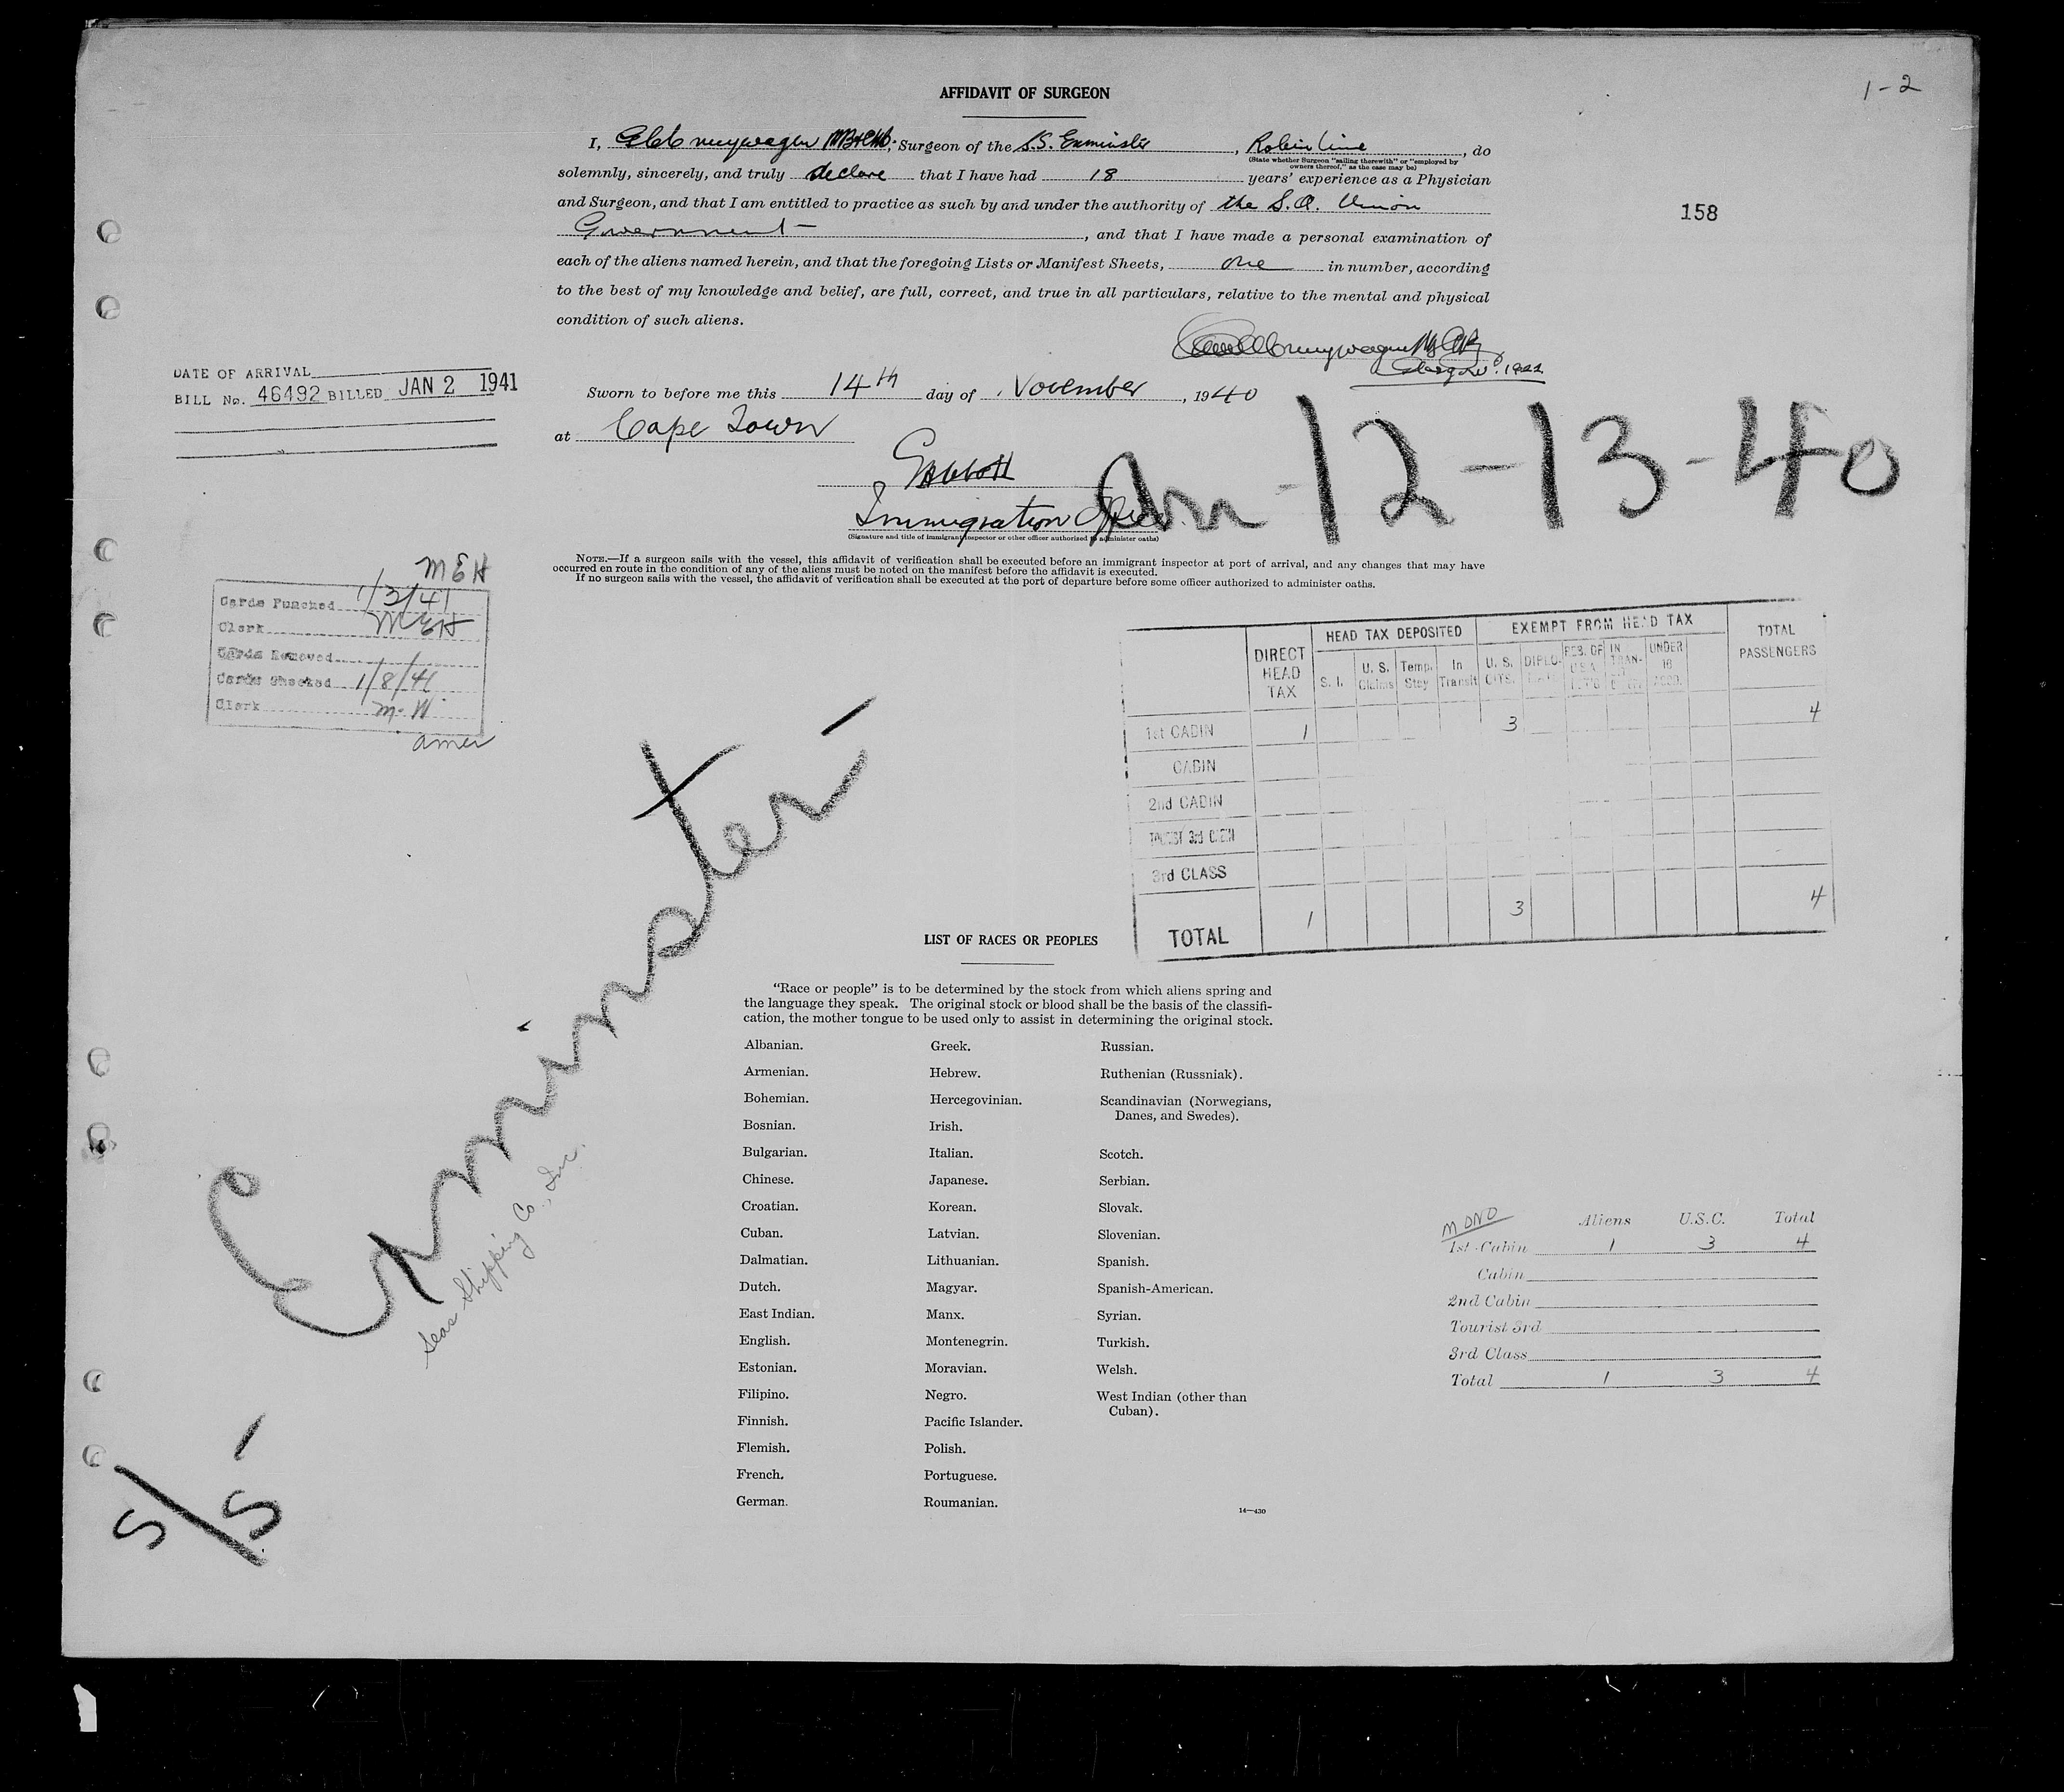 1-2
AFFIDAVIT OF SURGEON
I, M.B.Ch.B., Surgeon of the S.S. Exminster, Robin Line, do
(State whether Surgeon "sailing therewith" or "employed by
owners thereof," as the case may be)
solemnly, sincerely, and truly declare that I have had 18 years' experience as a Physician
and Surgeon, and that I am entitled to practice as such by and under the authority of the S.A. Union
Government, and that I have made a personal examination of
each of the aliens named herein, and that the foregoing Lists or Manifest Sheets, one in number, according
to the best of my knowledge and belief, are full, correct, and true in all particulars, relative to the mental and physical
condition of such aliens.
158
Glasgow 1922
DATE OF ARRIVAL
BILL No. 46492 BILLED JAN 2 1941
Sworn to before me this 14th day of November, 1940
at Cape Town
Immigration Officer
(Signature and title of immigrant inspector or other officer authorized to administer oaths)
Arr-12-13-40
NOTE.—If a surgeon sails with the vessel, this affidavit of verification shall be executed before an immigrant inspector at port of arrival, and any changes that may have
occurred en route in the condition of any of the aliens must be noted on the manifest before the affidavit is executed.
If no surgeon sails with the vessel, the affidavit of verification shall be executed at the port of departure before some officer authorized to administer oaths.
MEH
Cards Punched 1/3/41
Clerk MEH
Cards Removed
Cards Checked 1/8/41
Clerk M.W.
amer
DIRECT HEAD TAX HEAD TAX DEPOSITED EXEMPT FROM HEAD TAX TOTAL PASSENGERS
S. I. U. S. Claims Temp. Stay In Transit U. S. CITS. DIPLO. RES. OF U.S.A. IN TRAN- UNDER 16
1st CABIN 1 3 4
CABIN
2nd CABIN
TOURIST 3rd CABIN
3rd CLASS
TOTAL 1 3 4
S/S- Exminster-
Seas Shipping Co., Inc.
LIST OF RACES OR PEOPLES
"Race or people" is to be determined by the stock from which aliens spring and
the language they speak. The original stock or blood shall be the basis of the classifi-
cation, the mother tongue to be used only to assist in determining the original stock.
Albanian. Greek. Russian.
Armenian. Hebrew. Ruthenian (Russniak).
Bohemian. Hercegovinian. Scandinavian (Norwegians,
Danes, and Swedes).
Bosnian. Irish.
Bulgarian. Italian. Scotch.
Chinese. Japanese. Serbian.
Croatian. Korean. Slovak.
Cuban. Latvian. Slovenian.
Dalmatian. Lithuanian. Spanish.
Dutch. Magyar. Spanish-American.
East Indian. Manx. Syrian.
English. Montenegrin. Turkish.
Estonian. Moravian. Welsh.
Filipino. Negro. West Indian (other than
Cuban).
Finnish. Pacific Islander.
Flemish. Polish.
French. Portuguese.
German. Roumanian.
14—430
MOND Aliens U.S.C. Total
1st Cabin 1 3 4
Cabin
2nd Cabin
Tourist 3rd
3rd Class
Total 1 3 4